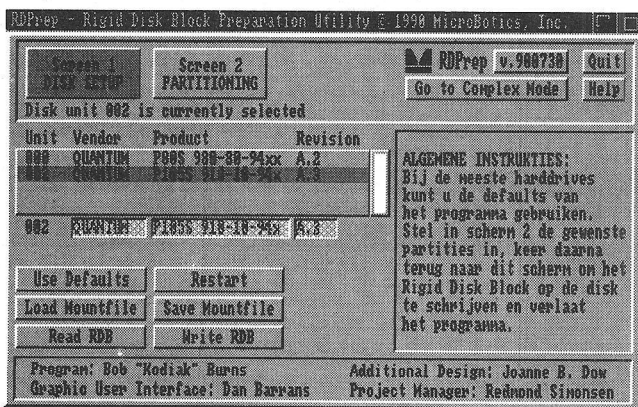 RDPrep - Rigid Disk Block Preparation Utility © 1990 MicroBotics, Inc.
Screen 1
DISK SETUP
Screen 2
PARTITIONING
RDPrep v.900730
Quit
Go to Complex Mode
Help
Disk unit 002 is currently selected
Unit Vendor Product Revision
000 QUANTUM P80S 980-80-94xx A.2
002 QUANTUM P105S 910-10-94x A.3
002 QUANTUM P105S 910-10-94x A.3
Use Defaults
Restart
Load Mountfile
Save Mountfile
Read RDB
Write RDB
ALGEMENE INSTRUKTIES:
Bij de meeste harddrives
kunt u de defaults van
het programma gebruiken.
Stel in scherm 2 de gewenste
partities in, keer daarna
terug naar dit scherm om het
Rigid Disk Block op de disk
te schrijven en verlaat
het programma.
Program: Bob "Kodiak" Burns
Additional Design: Joanne B. Dow
Graphic User Interface: Dan Barrans
Project Manager: Redmond Simonsen